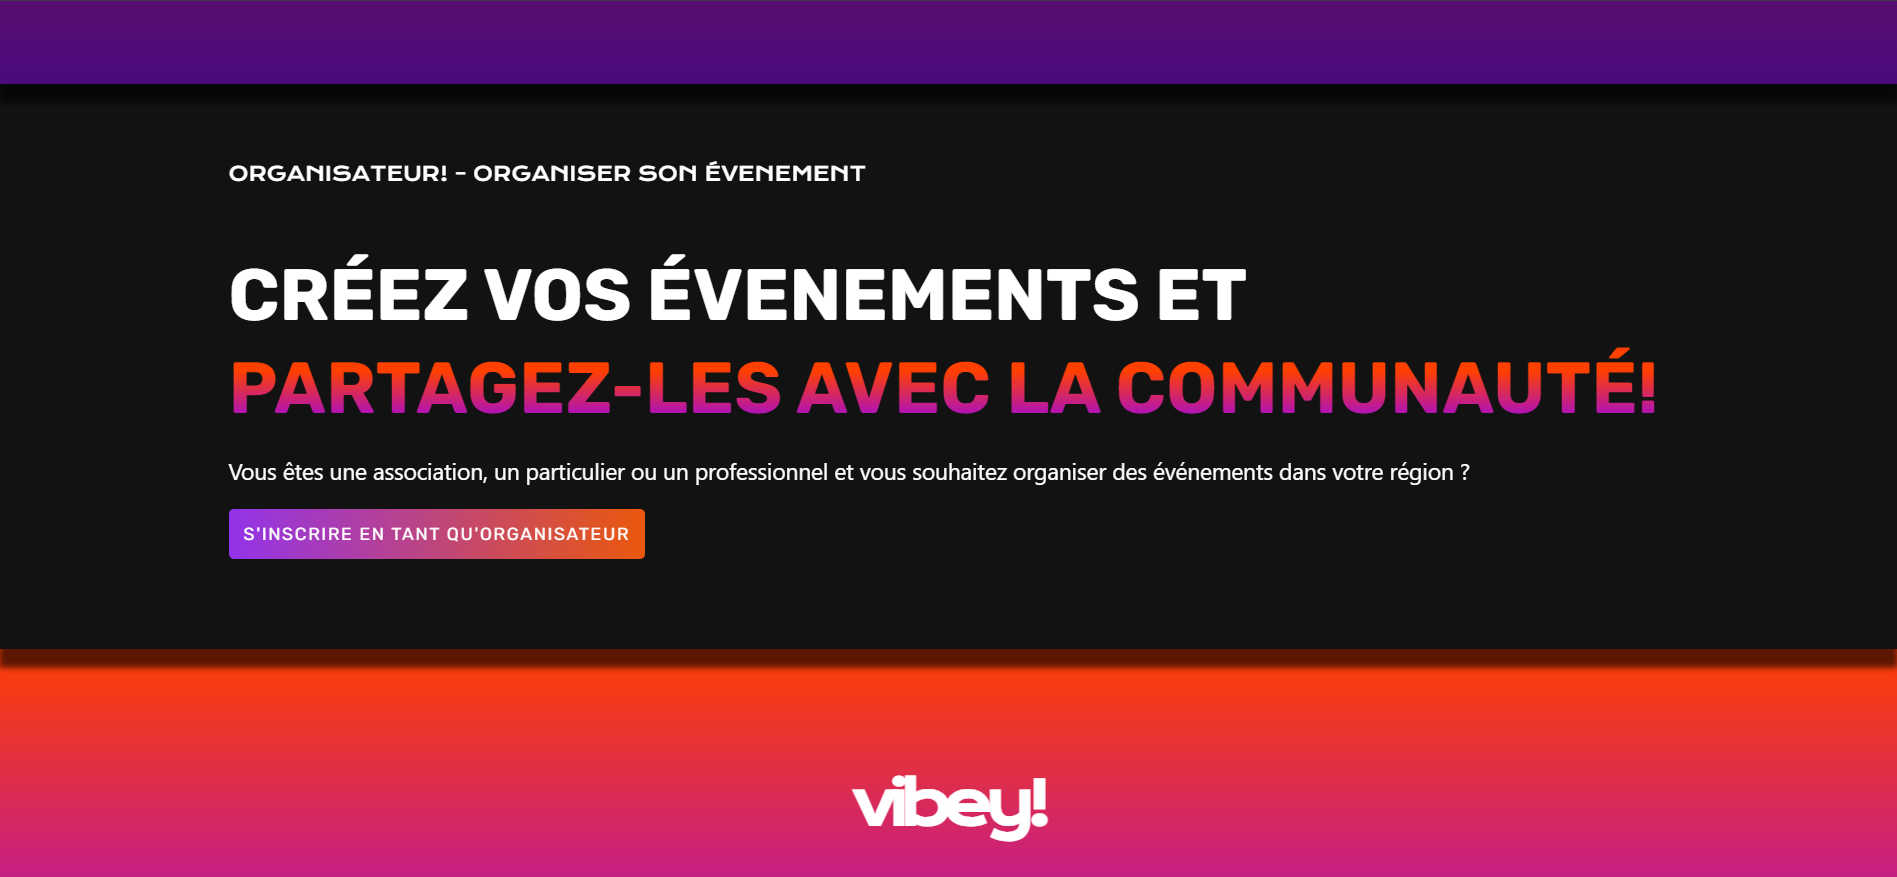 ORGANISATEUR! - ORGANISER SON ÉVENEMENT
CRÉEZ VOS ÉVENEMENTS ET
PARTAGEZ-LES AVEC LA COMMUNAUTÉ!
Vous êtes une association, un particulier ou un professionnel et vous souhaitez organiser des événements dans votre région ?
S'INSCRIRE EN TANT QU'ORGANISATEUR
vibey!